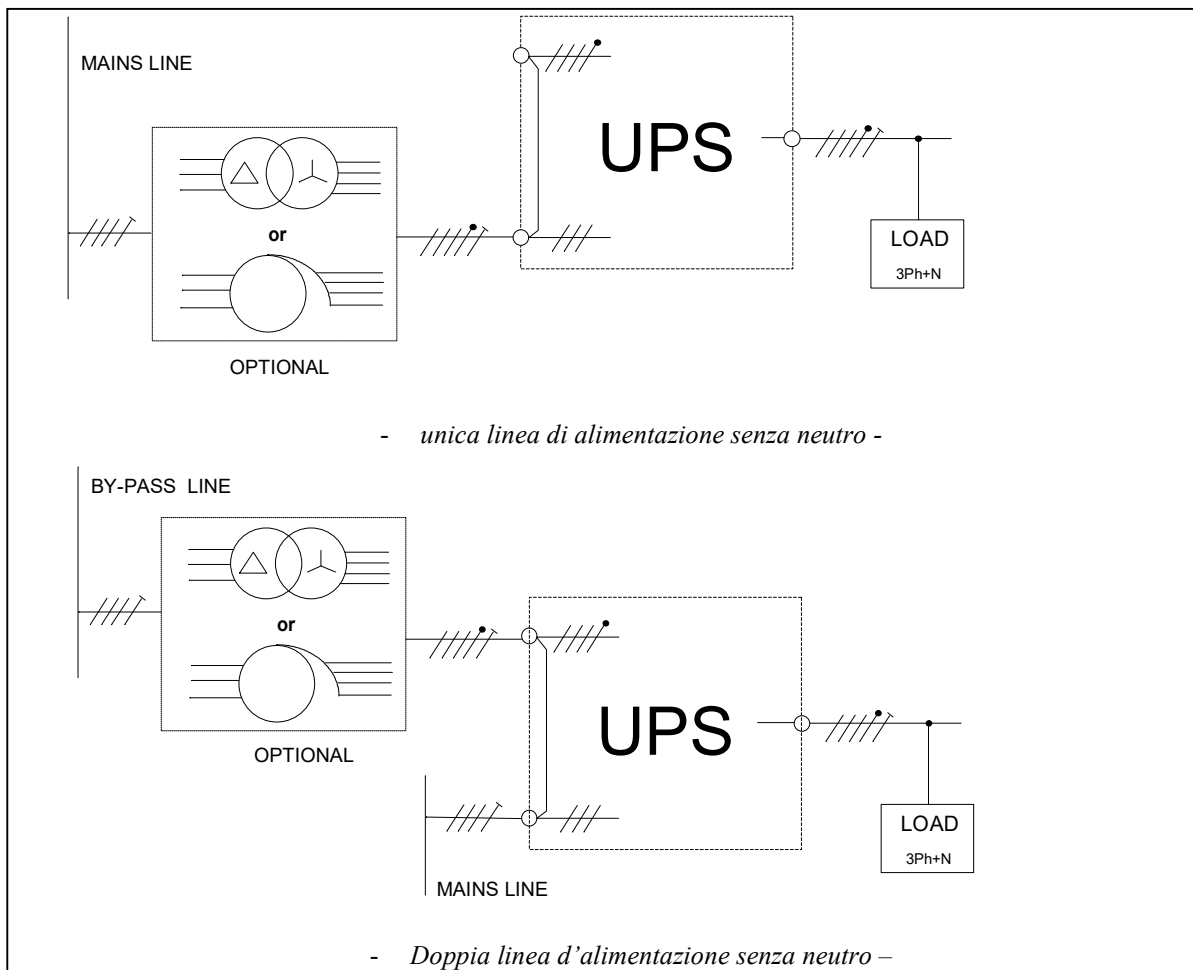 MAINS LINE
UPS
or
LOAD
3Ph+N
OPTIONAL
- unica linea di alimentazione senza neutro -
BY-PASS LINE
or
UPS
OPTIONAL
LOAD
3Ph+N
MAINS LINE
- Doppia linea d’alimentazione senza neutro –